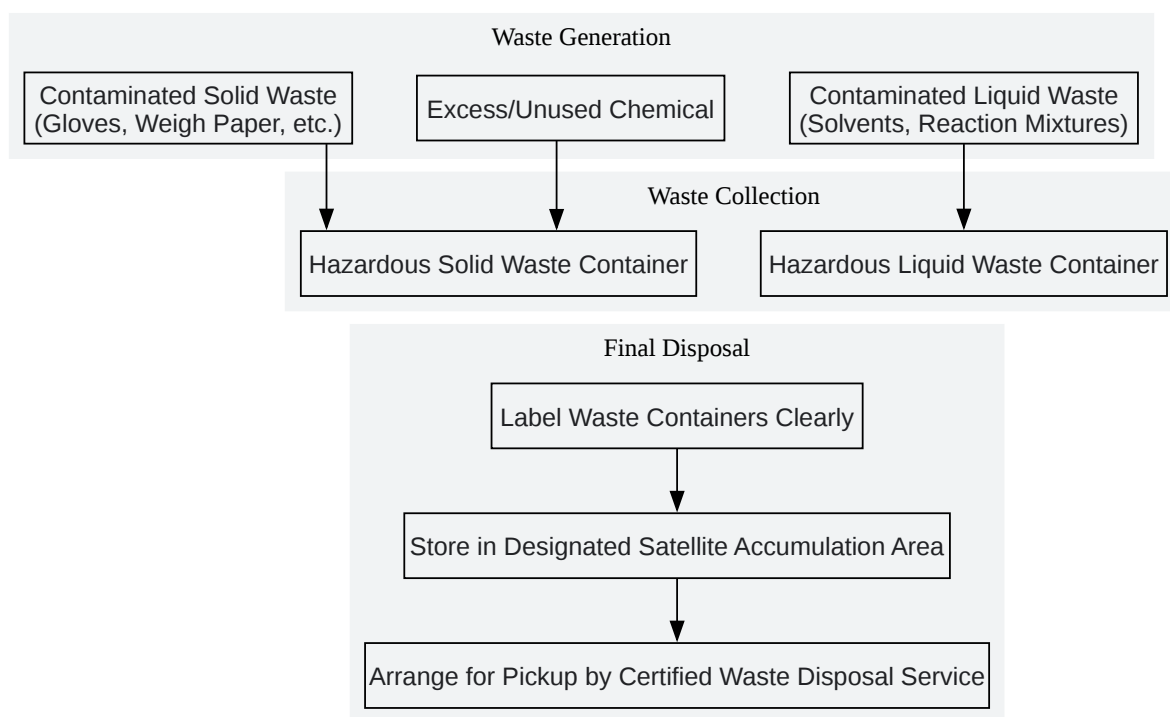 Waste Generation
Contaminated Solid Waste
(Gloves, Weigh Paper, etc.)
Excess/Unused Chemical
Contaminated Liquid Waste
(Solvents, Reaction Mixtures)
Waste Collection
Hazardous Solid Waste Container
Hazardous Liquid Waste Container
Final Disposal
Label Waste Containers Clearly
Store in Designated Satellite Accumulation Area
Arrange for Pickup by Certified Waste Disposal Service